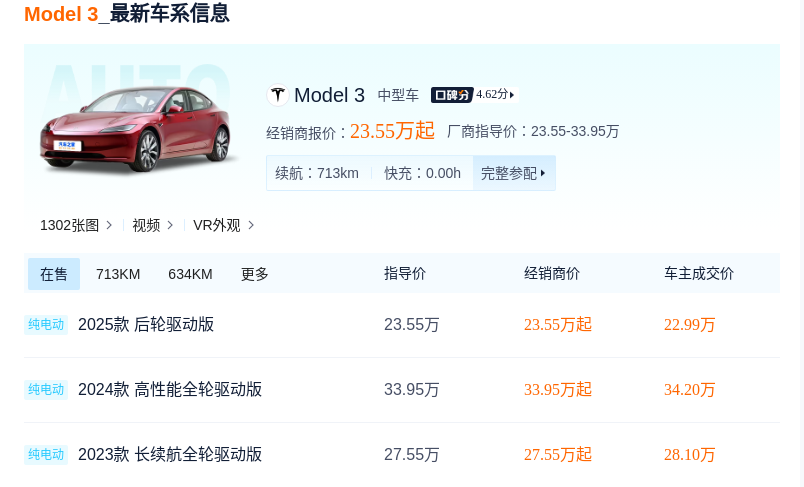 Model 3_最新车系信息
AUTO
汽车之家
Model 3 中型车 口碑分 4.62分
经销商报价：23.55万起 厂商指导价：23.55-33.95万
续航：713km 快充：0.00h 完整参配
1302张图 视频 VR外观
在售 713KM 634KM 更多 指导价 经销商价 车主成交价
纯电动 2025款 后轮驱动版 23.55万 23.55万起 22.99万
纯电动 2024款 高性能全轮驱动版 33.95万 33.95万起 34.20万
纯电动 2023款 长续航全轮驱动版 27.55万 27.55万起 28.10万